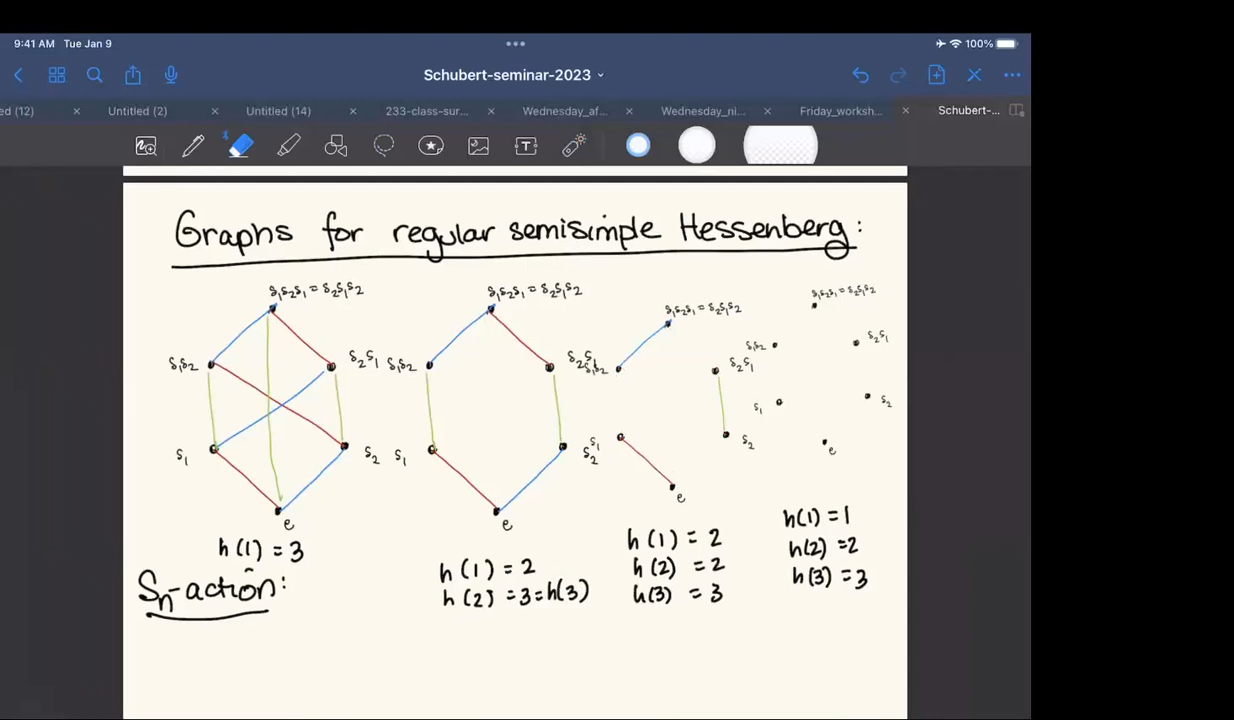 9:41 AM Tue Jan 9
100%
Schubert-seminar-2023
ed (12)
Untitled (2)
Untitled (14)
233-class-sur...
Wednesday_af...
Wednesday_ni...
Friday_worksh...
Schubert-...
Graphs for regular semisimple Hessenberg:
s₁s₂s₁ = s₂s₁s₂
s₁s₂
s₂s₁
s₁
s₂
e
h(1) = 3
s₁s₂s₁ = s₂s₁s₂
s₁s₂
s₂s₁
s₁
s₂
e
h(1) = 2
h(2) = 3 = h(3)
s₁s₂s₁ = s₂s₁s₂
s₁s₂
s₂s₁
s₁
s₂
e
h(1) = 2
h(2) = 2
h(3) = 3
s₁s₂s₁ = s₂s₁s₂
s₁s₂
s₂s₁
s₁
s₂
e
h(1) = 1
h(2) = 2
h(3) = 3
Sₙ-action: